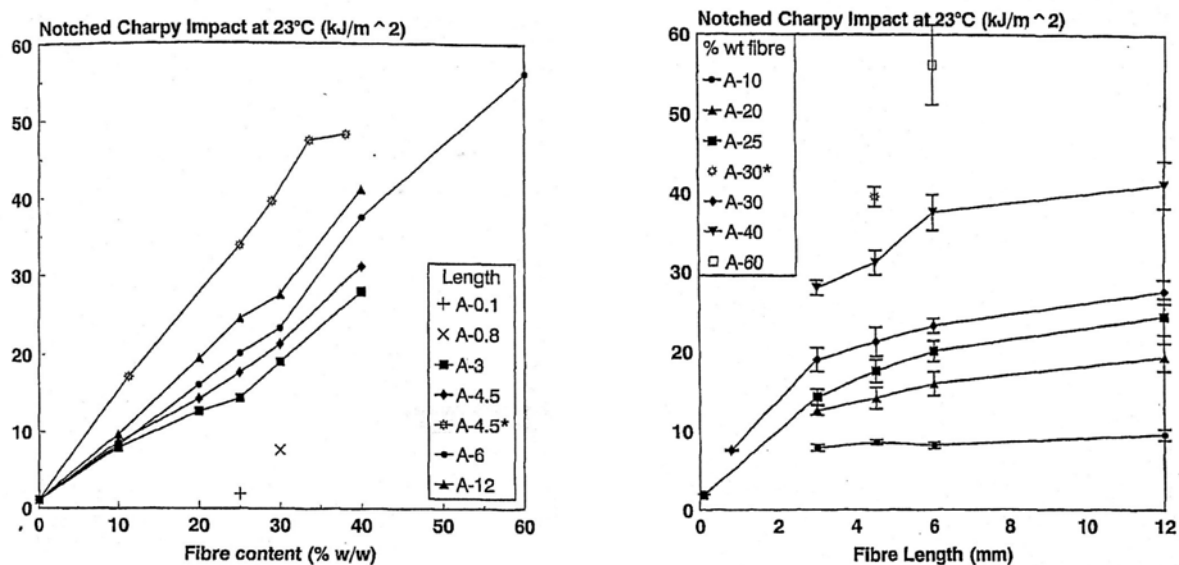 Notched Charpy Impact at 23°C (kJ/m^2)
60
50
40
30
20
10
0
0 10 20 30 40 50 60
Fibre content (% w/w)
Length
A-0.1
A-0.8
A-3
A-4.5
A-4.5*
A-6
A-12
Notched Charpy Impact at 23°C (kJ/m^2)
60
50
40
30
20
10
0
0 2 4 6 8 10 12
Fibre Length (mm)
% wt fibre
A-10
A-20
A-25
A-30*
A-30
A-40
A-60